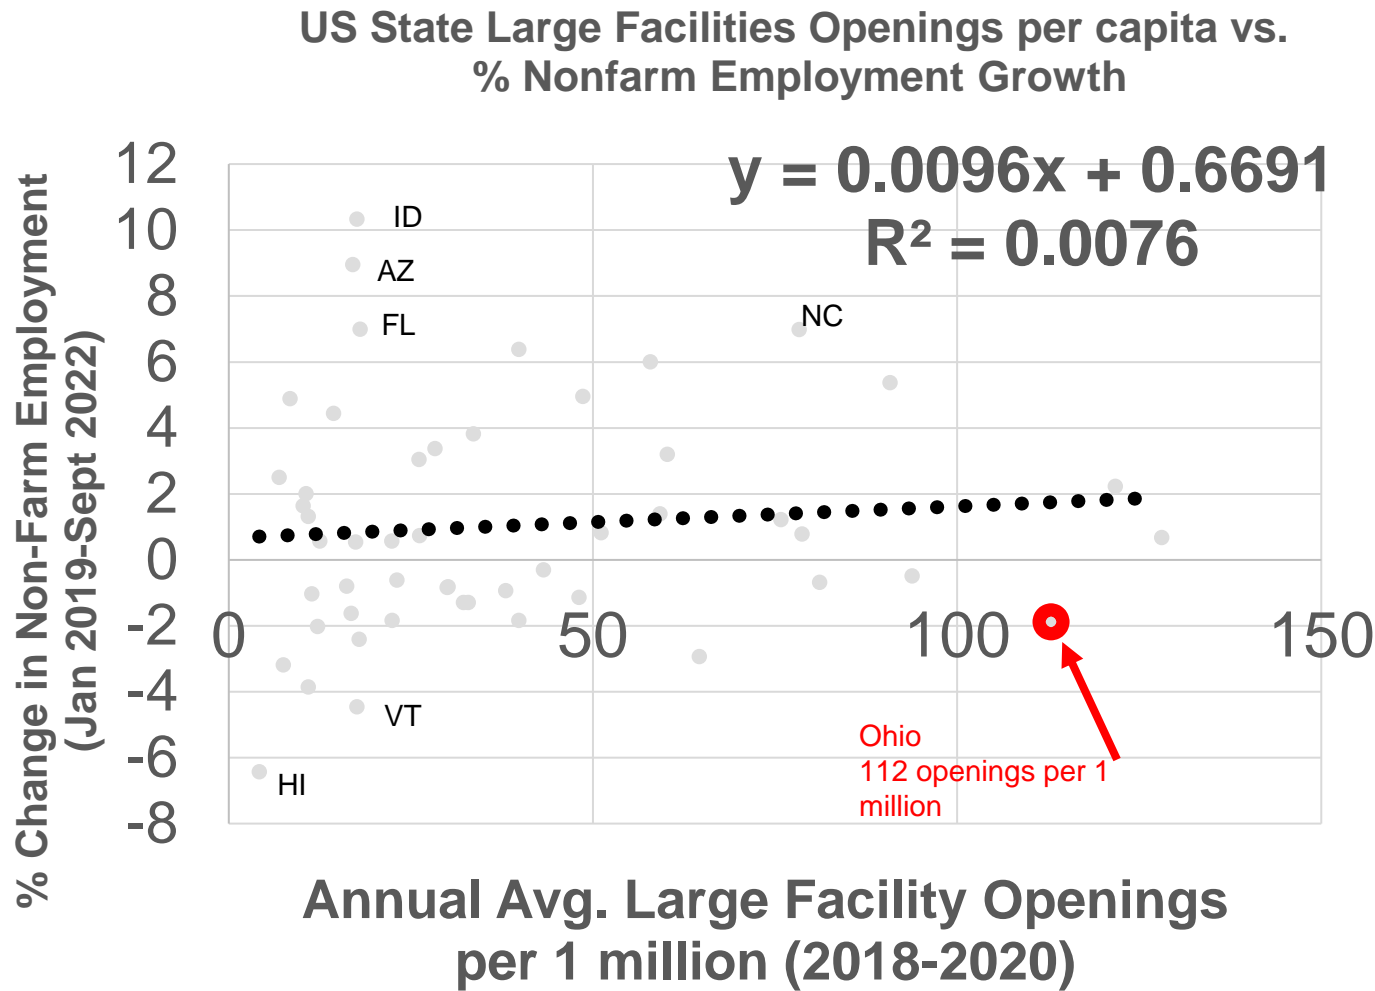 US State Large Facilities Openings per capita vs.
% Nonfarm Employment Growth
y = 0.0096x + 0.6691
R² = 0.0076
% Change in Non-Farm Employment
(Jan 2019-Sept 2022)
12
10
8
6
4
2
0
-2
-4
-6
-8
ID
AZ
FL
NC
VT
HI
0
50
100
150
Ohio
112 openings per 1
million
Annual Avg. Large Facility Openings
per 1 million (2018-2020)